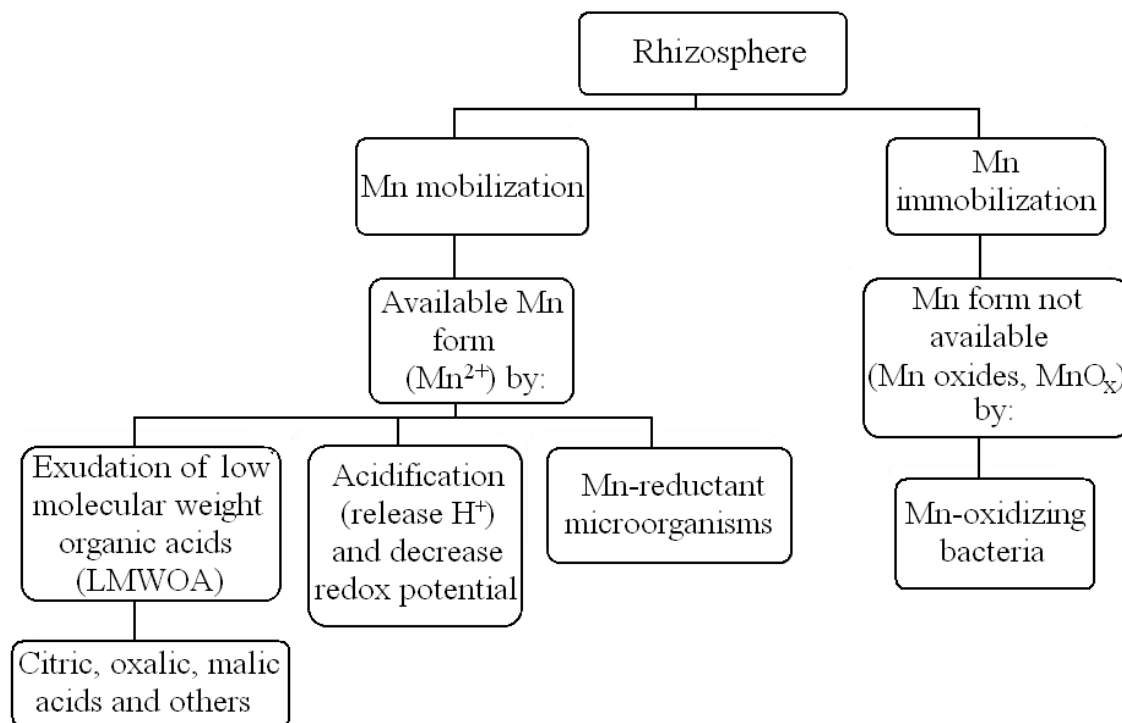 Rhizosphere
Mn mobilization
Mn
immobilization
Available Mn
form
(Mn²⁺) by:
Mn form not
available
(Mn oxides, MnOₓ)
by:
Exudation of low
molecular weight
organic acids
(LMWOA)
Acidification
(release H⁺)
and decrease
redox potential
Mn-reductant
microorganisms
Mn-oxidizing
bacteria
Citric, oxalic, malic
acids and others